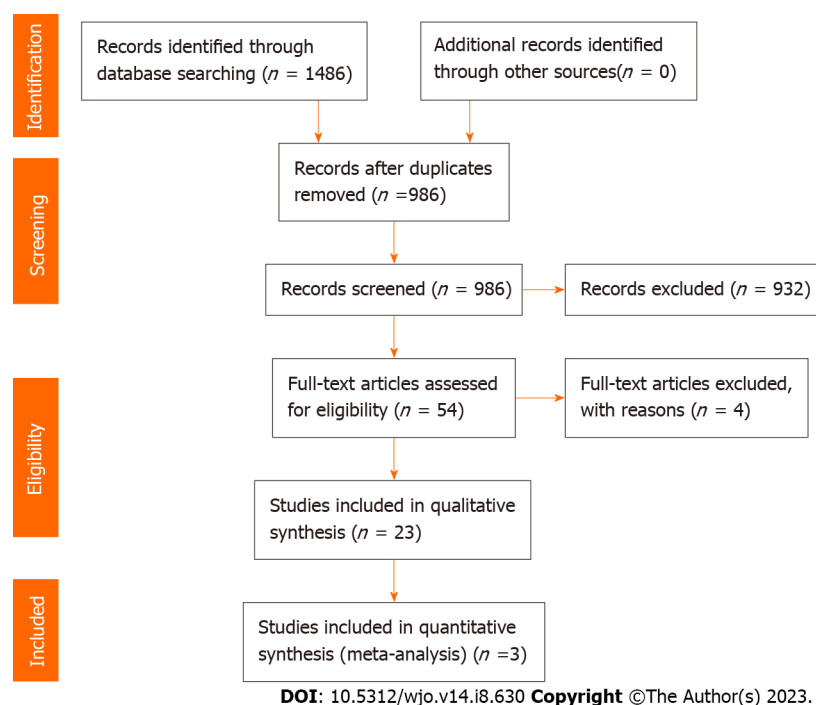 Identification
Records identified through
database searching (n = 1486)
Additional records identified
through other sources(n = 0)
Screening
Records after duplicates
removed (n =986)
Records screened (n = 986)
Records excluded (n = 932)
Eligibility
Full-text articles assessed
for eligibility (n = 54)
Full-text articles excluded,
with reasons (n = 4)
Studies included in qualitative
synthesis (n = 23)
Included
Studies included in quantitative
synthesis (meta-analysis) (n =3)
DOI: 10.5312/wjo.v14.i8.630 Copyright ©The Author(s) 2023.